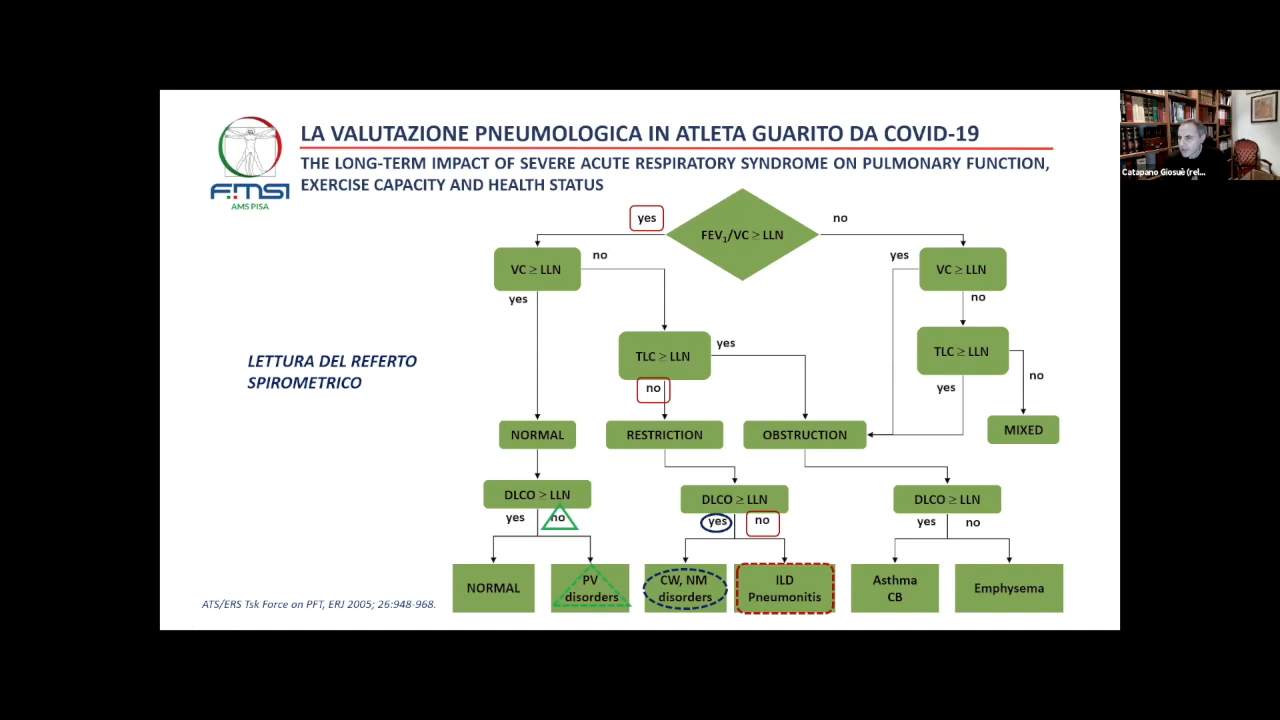 LA VALUTAZIONE PNEUMOLOGICA IN ATLETA GUARITO DA COVID-19
THE LONG-TERM IMPACT OF SEVERE ACUTE RESPIRATORY SYNDROME ON PULMONARY FUNCTION,
EXERCISE CAPACITY AND HEALTH STATUS
FMSI
AMS PISA
Catapano Giosuè (rel...
yes
FEV1/VC ≥ LLN
no
VC ≥ LLN
no
yes
yes
VC ≥ LLN
no
TLC ≥ LLN
yes
no
TLC ≥ LLN
no
yes
LETTURA DEL REFERTO
SPIROMETRICO
NORMAL
RESTRICTION
OBSTRUCTION
MIXED
DLCO ≥ LLN
yes
no
DLCO ≥ LLN
yes
no
DLCO ≥ LLN
yes
no
NORMAL
PV
disorders
CW, NM
disorders
ILD
Pneumonitis
Asthma
CB
Emphysema
ATS/ERS Tsk Force on PFT, ERJ 2005; 26:948-968.